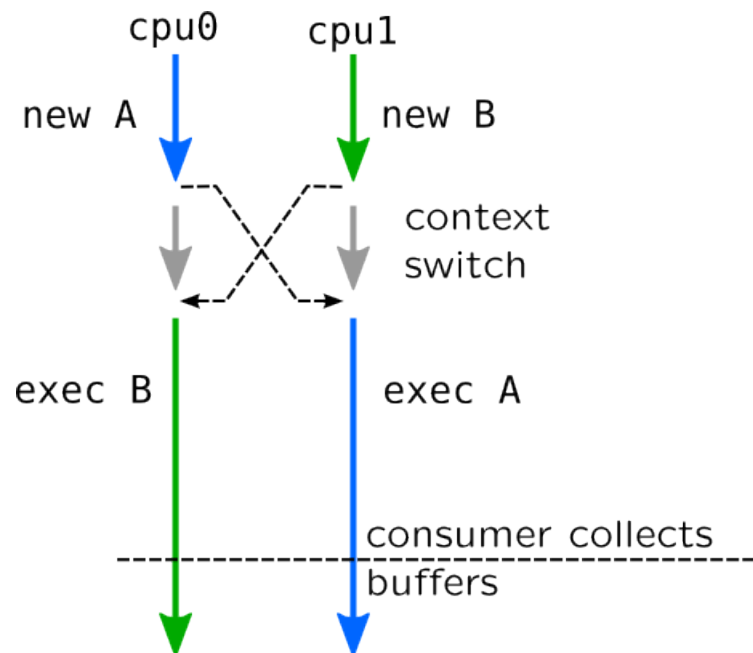 cpu0
cpu1
new A
new B
context
switch
exec B
exec A
consumer collects
buffers